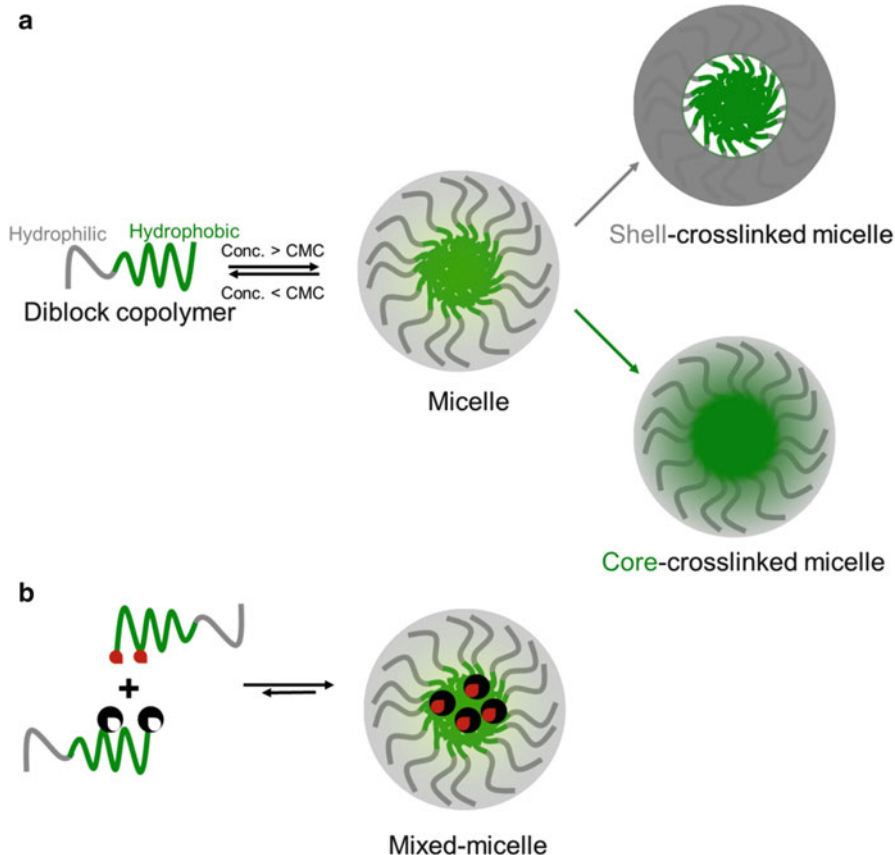 a
Hydrophilic
Hydrophobic
Diblock copolymer
Conc. > CMC
Conc. < CMC
Micelle
Shell-crosslinked micelle
Core-crosslinked micelle
b
+
Mixed-micelle